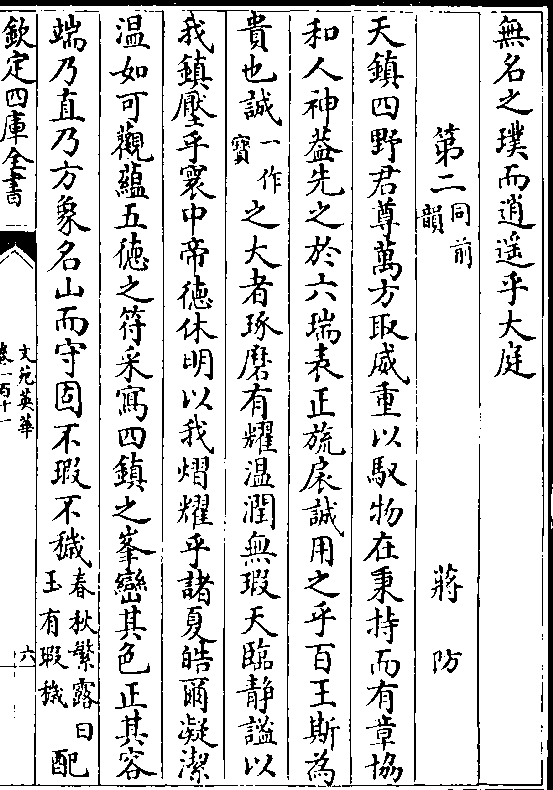 無名之璞而逍遥乎大庭
第二同前韻 蔣防
天鎮四野君尊萬方取威重以馭物在秉持而有章協
和人神葢先之於六瑞表正旒扆誠用之乎百王斯為
貴也誠一作寳之大者琢磨有耀温潤無瑕天臨静謐以
我鎮壓乎寰中帝徳休明以我熠耀乎諸夏皓爾凝潔
温如可觀藴五徳之符采寫四鎮之峯巒其色正其容
端乃直乃方象名山而守固不瑕不穢春秋繁露曰玉有瑕穢配
欽定四庫全書
文苑英華
卷一百十一
六